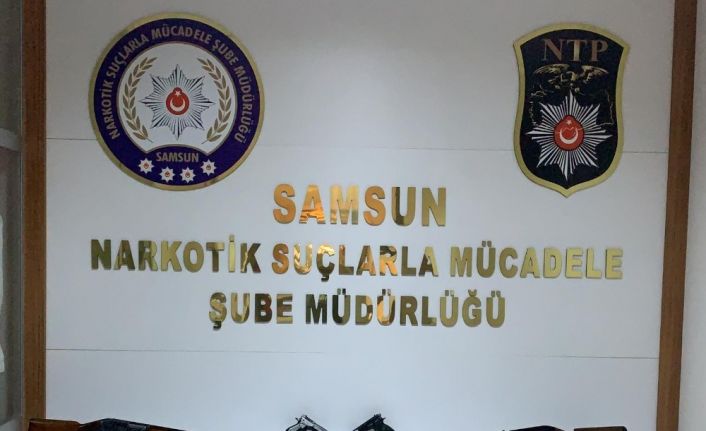 NARKOTİK SUÇLARLA MÜCADELE ŞUBE MÜDÜRLÜĞÜ
SAMSUN
NTP
SAMSUN
NARKOTİK SUÇLARLA MÜCADELE
ŞUBE MÜDÜRLÜĞÜ